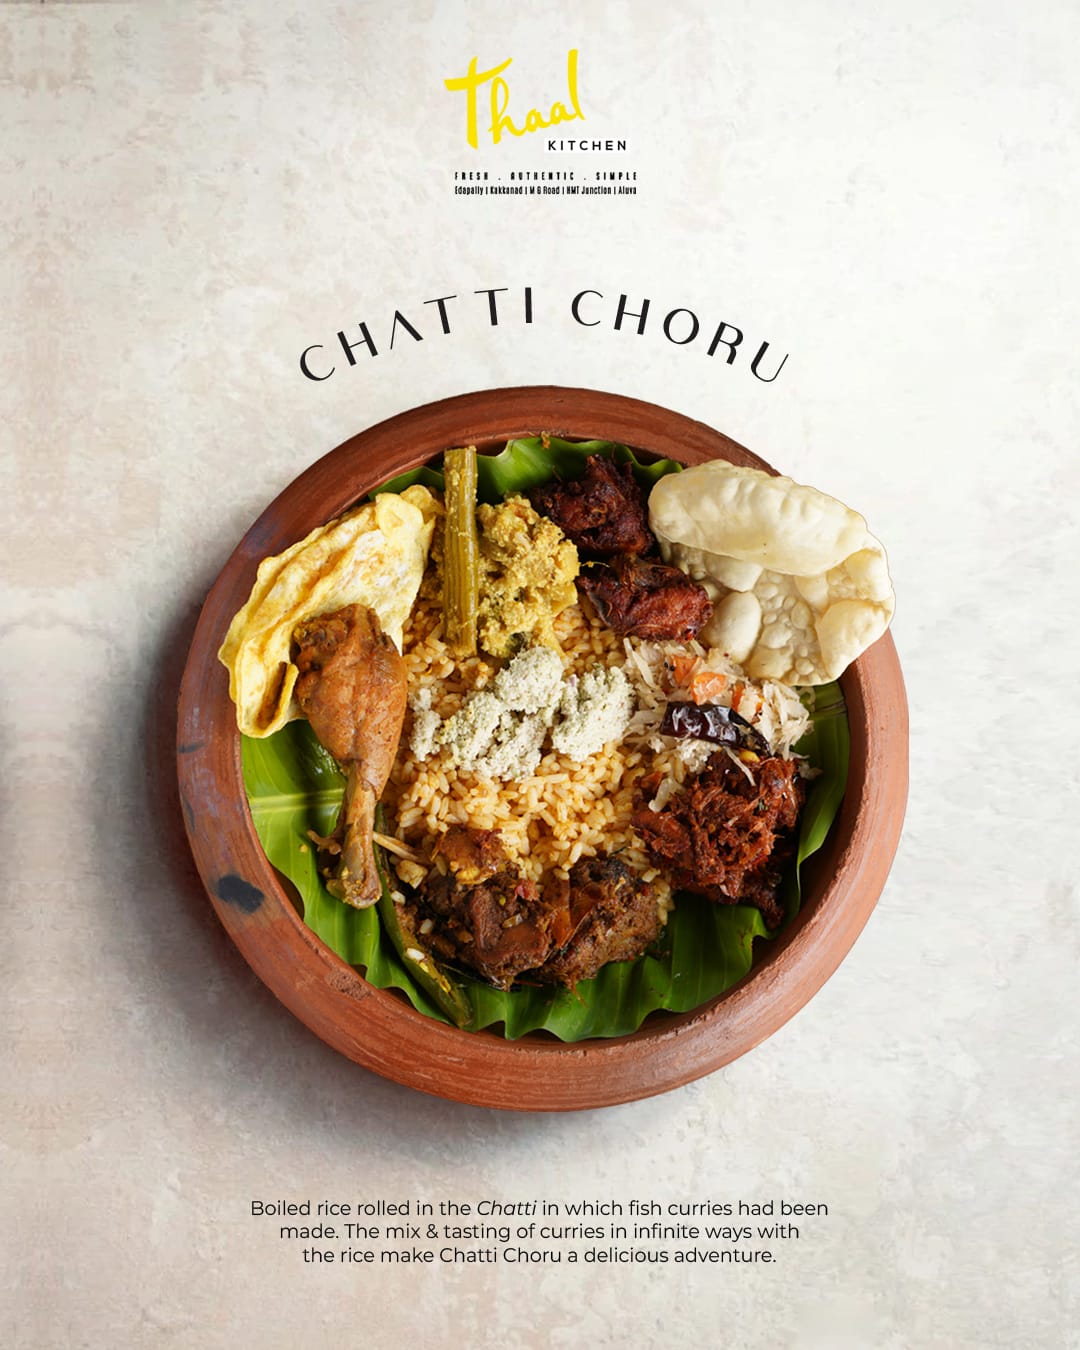 Thaal
KITCHEN
FRESH . AUTHENTIC . SIMPLE
Edapally | Kakkanad | M G Road | HMT Junction | Aluva
CHATTI CHORU
Boiled rice rolled in the Chatti in which fish curries had been
made. The mix & tasting of curries in infinite ways with
the rice make Chatti Choru a delicious adventure.